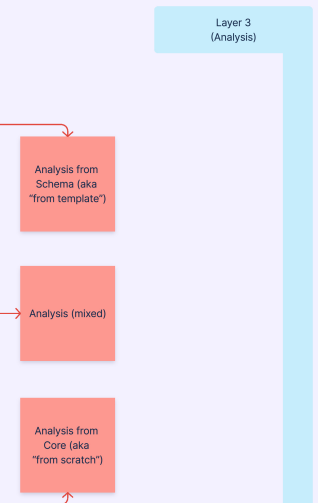 Layer 3
(Analysis)
Analysis from
Schema (aka
“from template”)
Analysis (mixed)
Analysis from
Core (aka
“from scratch”)